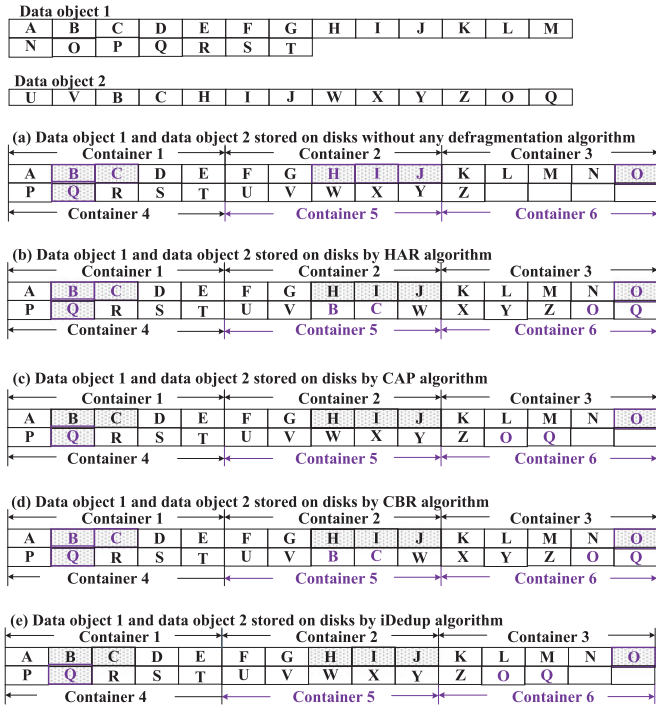 Data object 1
A B C D E F G H I J K L M
N O P Q R S T
Data object 2
U V B C H I J W X Y Z O Q
(a) Data object 1 and data object 2 stored on disks without any defragmentation algorithm
Container 1 Container 2 Container 3
A B C D E F G H I J K L M N O
P Q R S T U V W X Y Z
Container 4 Container 5 Container 6
(b) Data object 1 and data object 2 stored on disks by HAR algorithm
Container 1 Container 2 Container 3
A B C D E F G H I J K L M N O
P Q R S T U V B C W X Y Z O Q
Container 4 Container 5 Container 6
(c) Data object 1 and data object 2 stored on disks by CAP algorithm
Container 1 Container 2 Container 3
A B C D E F G H I J K L M N O
P Q R S T U V W X Y Z O Q
Container 4 Container 5 Container 6
(d) Data object 1 and data object 2 stored on disks by CBR algorithm
Container 1 Container 2 Container 3
A B C D E F G H I J K L M N O
P Q R S T U V B C W X Y Z O Q
Container 4 Container 5 Container 6
(e) Data object 1 and data object 2 stored on disks by iDedup algorithm
Container 1 Container 2 Container 3
A B C D E F G H I J K L M N O
P Q R S T U V W X Y Z O Q
Container 4 Container 5 Container 6